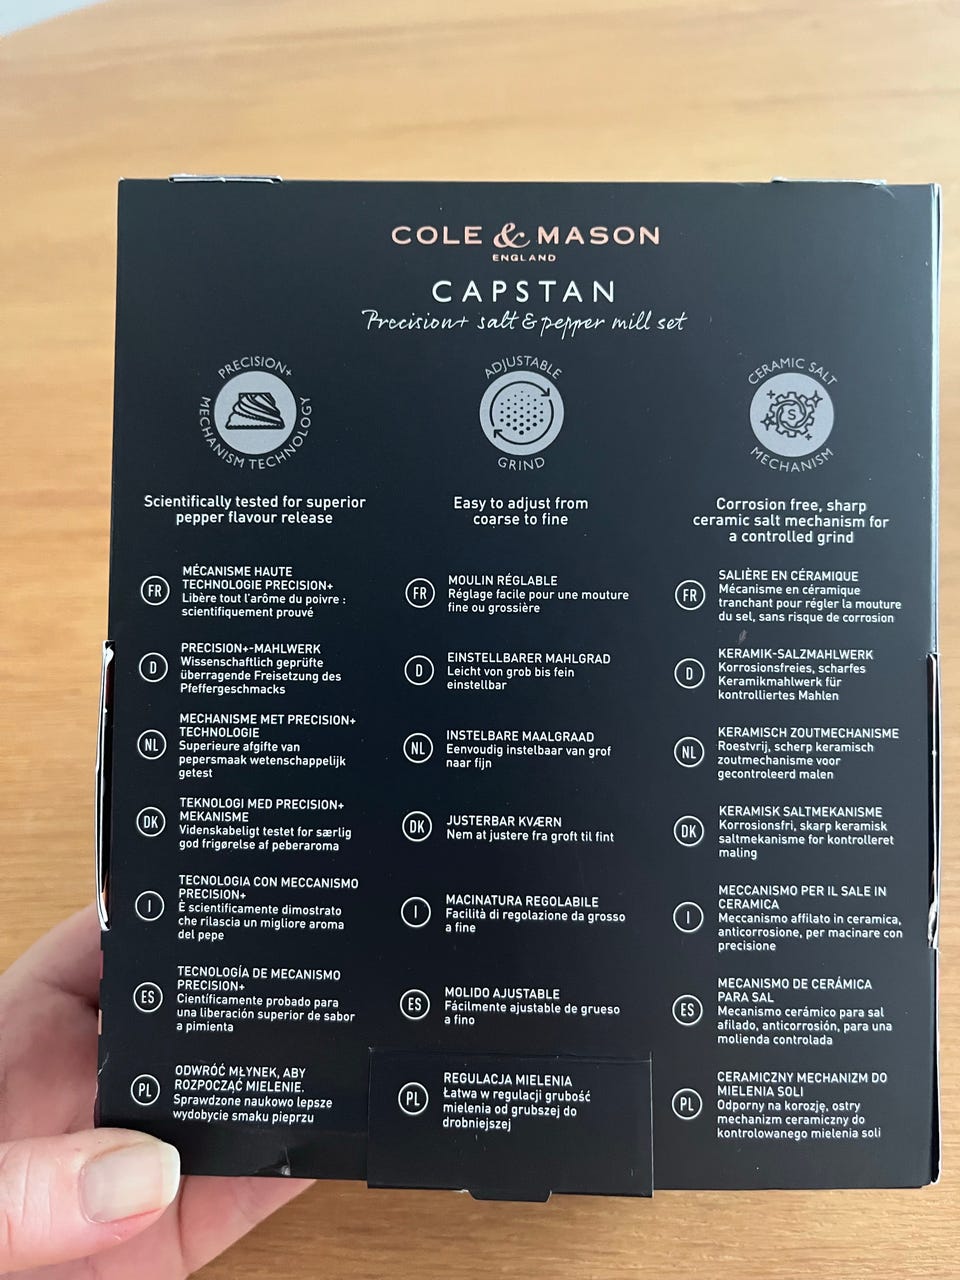 COLE & MASON
ENGLAND
CAPSTAN
Precision+ salt & pepper mill set
PRECISION+
MECHANISM TECHNOLOGY
Scientifically tested for superior
pepper flavour release
ADJUSTABLE
GRIND
Easy to adjust from
coarse to fine
CERAMIC SALT
S
MECHANISM
Corrosion free, sharp
ceramic salt mechanism for
a controlled grind
FR
MÉCANISME HAUTE
TECHNOLOGIE PRECISION+
Libère tout l'arôme du poivre :
scientifiquement prouvé
FR
MOULIN RÉGLABLE
Réglage facile pour une mouture
fine ou grossière
FR
SALIÈRE EN CÉRAMIQUE
Mécanisme en céramique
tranchant pour régler la mouture
du sel, sans risque de corrosion
D
PRECISION+-MAHLWERK
Wissenschaftlich geprüfte
überragende Freisetzung des
Pfeffergeschmacks
D
EINSTELLBARER MAHLGRAD
Leicht von grob bis fein
einstellbar
D
KERAMIK-SALZMAHLWERK
Korrosionsfreies, scharfes
Keramikmahlwerk für
kontrolliertes Mahlen
NL
MECHANISME MET PRECISION+
TECHNOLOGIE
Superieure afgifte van
pepersmaak wetenschappelijk
getest
NL
INSTELBARE MAALGRAAD
Eenvoudig instelbaar van grof
naar fijn
NL
KERAMISCH ZOUTMECHANISME
Roestvrij, scherp keramisch
zoutmechanisme voor
gecontroleerd malen
DK
TEKNOLOGI MED PRECISION+
MEKANISME
Videnskabeligt testet for særlig
god frigørelse af peberaroma
DK
JUSTERBAR KVÆRN
Nem at justere fra groft til fint
DK
KERAMISK SALTMEKANISME
Korrosionsfri, skarp keramisk
saltmekanisme for kontrolleret
maling
I
TECNOLOGIA CON MECCANISMO
PRECISION+
È scientificamente dimostrato
che rilascia un migliore aroma
del pepe
I
MACINATURA REGOLABILE
Facilità di regolazione da grosso
a fine
I
MECCANISMO PER IL SALE IN
CERAMICA
Meccanismo affilato in ceramica,
anticorrosione, per macinare con
precisione
ES
TECNOLOGÍA DE MECANISMO
PRECISION+
Científicamente probado para
una liberación superior de sabor
a pimienta
ES
MOLIDO AJUSTABLE
Fácilmente ajustable de grueso
a fino
ES
MECANISMO DE CERÁMICA
PARA SAL
Mecanismo cerámico para sal
afilado, anticorrosión, para una
molienda controlada
PL
ODWRÓĆ MŁYNEK, ABY
ROZPOCZĄĆ MIELENIE.
Sprawdzone naukowo lepsze
wydobycie smaku pieprzu
PL
REGULACJA MIELENIA
Łatwa w regulacji grubość
mielenia od grubszej do
drobniejszej
PL
CERAMICZNY MECHANIZM DO
MIELENIA SOLI
Odporny na korozję, ostry
mechanizm ceramiczny do
kontrolowanego mielenia soli